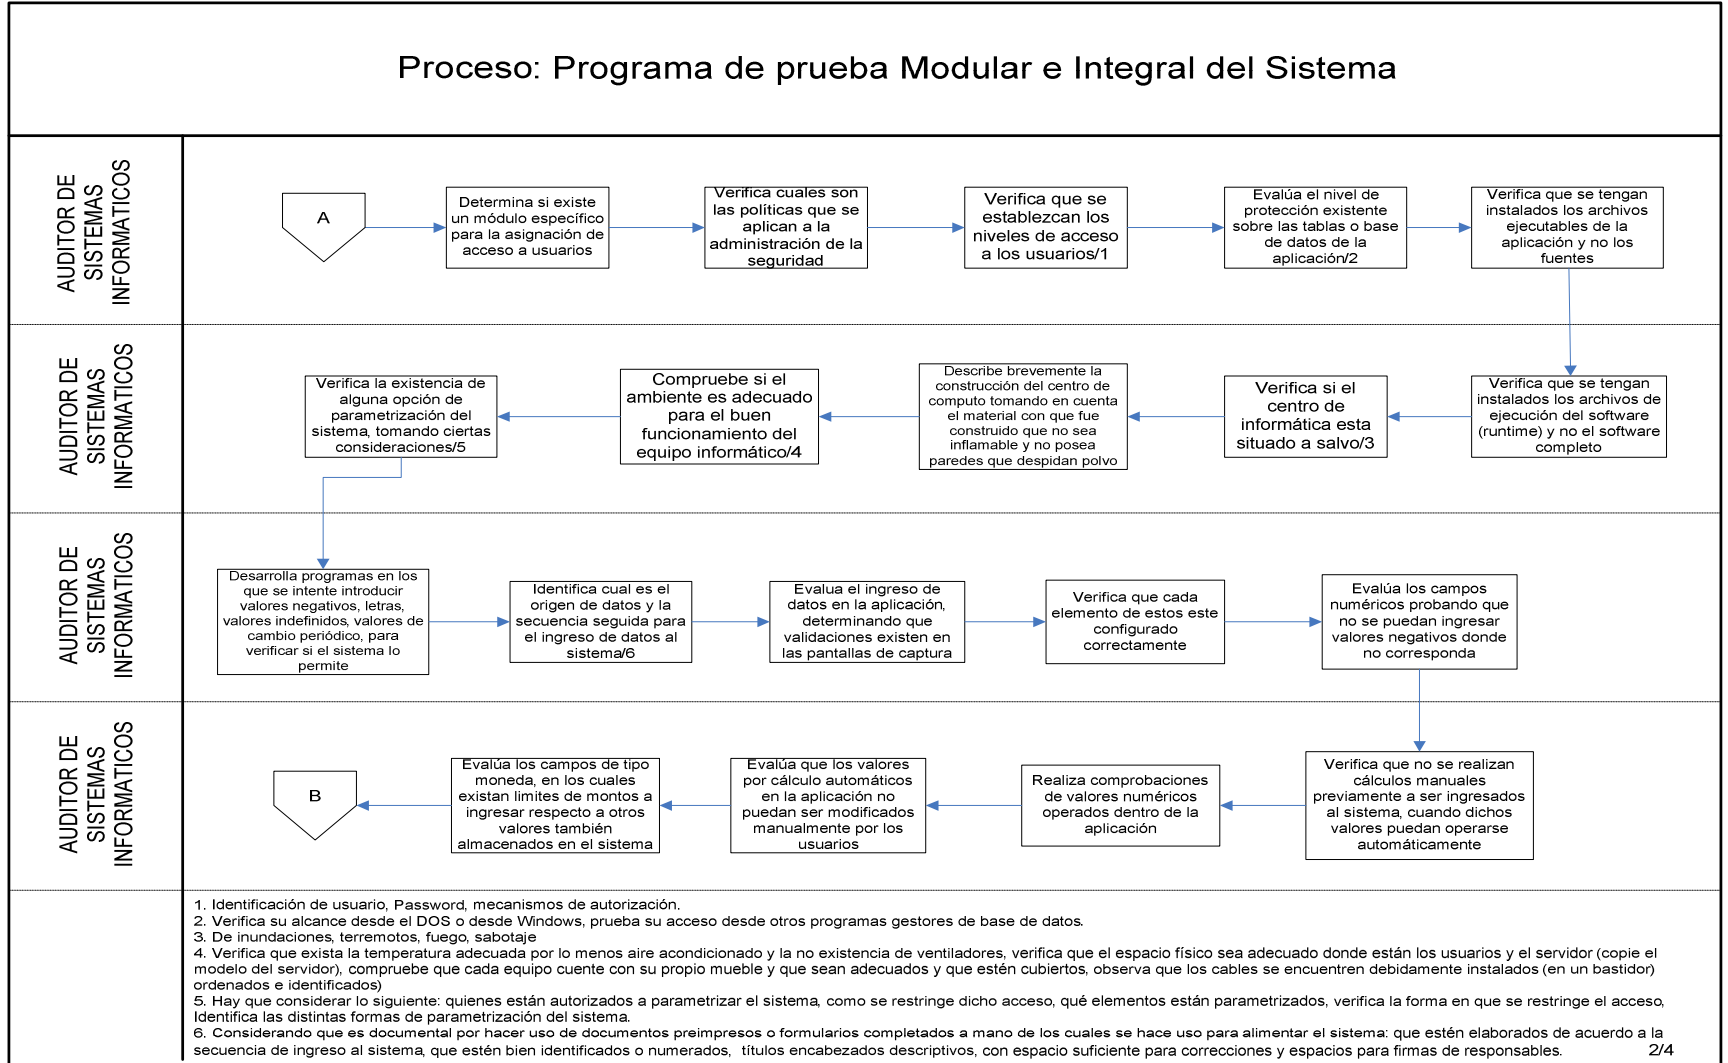 Proceso: Programa de prueba Modular e Integral del Sistema
AUDITOR DE
SISTEMAS
INFORMATICOS
A
Determina si existe
un módulo específico
para la asignación de
acceso a usuarios
Verifica cuales son
las políticas que se
aplican a la
administración de la
seguridad
Verifica que se
establezcan los
niveles de acceso
a los usuarios/1
Evalúa el nivel de
protección existente
sobre las tablas o base
de datos de la
aplicación/2
Verifica que se tengan
instalados los archivos
ejecutables de la
aplicación y no los
fuentes
AUDITOR DE
SISTEMAS
INFORMATICOS
Verifica la existencia de
alguna opción de
parametrización del
sistema, tomando ciertas
consideraciones/5
Compruebe si el
ambiente es adecuado
para el buen
funcionamiento del
equipo informático/4
Describe brevemente la
construcción del centro de
computo tomando en cuenta
el material con que fue
construido que no sea
inflamable y no posea
paredes que despidan polvo
Verifica si el
centro de
informática esta
situado a salvo/3
Verifica que se tengan
instalados los archivos de
ejecución del software
(runtime) y no el software
completo
AUDITOR DE
SISTEMAS
INFORMATICOS
Desarrolla programas en los
que se intente introducir
valores negativos, letras,
valores indefinidos, valores
de cambio periódico, para
verificar si el sistema lo
permite
Identifica cual es el
origen de datos y la
secuencia seguida para
el ingreso de datos al
sistema/6
Evalua el ingreso de
datos en la aplicación,
determinando que
validaciones existen en
las pantallas de captura
Verifica que cada
elemento de estos este
configurado
correctamente
Evalúa los campos
numéricos probando que
no se puedan ingresar
valores negativos donde
no corresponda
AUDITOR DE
SISTEMAS
INFORMATICOS
B
Evalúa los campos de tipo
moneda, en los cuales
existan limites de montos a
ingresar respecto a otros
valores también
almacenados en el sistema
Evalúa que los valores
por cálculo automáticos
en la aplicación no
puedan ser modificados
manualmente por los
usuarios
Realiza comprobaciones
de valores numéricos
operados dentro de la
aplicación
Verifica que no se realizan
cálculos manuales
previamente a ser ingresados
al sistema, cuando dichos
valores puedan operarse
automáticamente
1. Identificación de usuario, Password, mecanismos de autorización.
2. Verifica su alcance desde el DOS o desde Windows, prueba su acceso desde otros programas gestores de base de datos.
3. De inundaciones, terremotos, fuego, sabotaje
4. Verifica que exista la temperatura adecuada por lo menos aire acondicionado y la no existencia de ventiladores, verifica que el espacio físico sea adecuado donde están los usuarios y el servidor (copie el
modelo del servidor), compruebe que cada equipo cuente con su propio mueble y que sean adecuados y que estén cubiertos, observa que los cables se encuentren debidamente instalados (en un bastidor)
ordenados e identificados)
5. Hay que considerar lo siguiente: quienes están autorizados a parametrizar el sistema, como se restringe dicho acceso, qué elementos están parametrizados, verifica la forma en que se restringe el acceso,
Identifica las distintas formas de parametrización del sistema.
6. Considerando que es documental por hacer uso de documentos preimpresos o formularios completados a mano de los cuales se hace uso para alimentar el sistema: que estén elaborados de acuerdo a la
secuencia de ingreso al sistema, que estén bien identificados o numerados, títulos encabezados descriptivos, con espacio suficiente para correcciones y espacios para firmas de responsables.
2/4